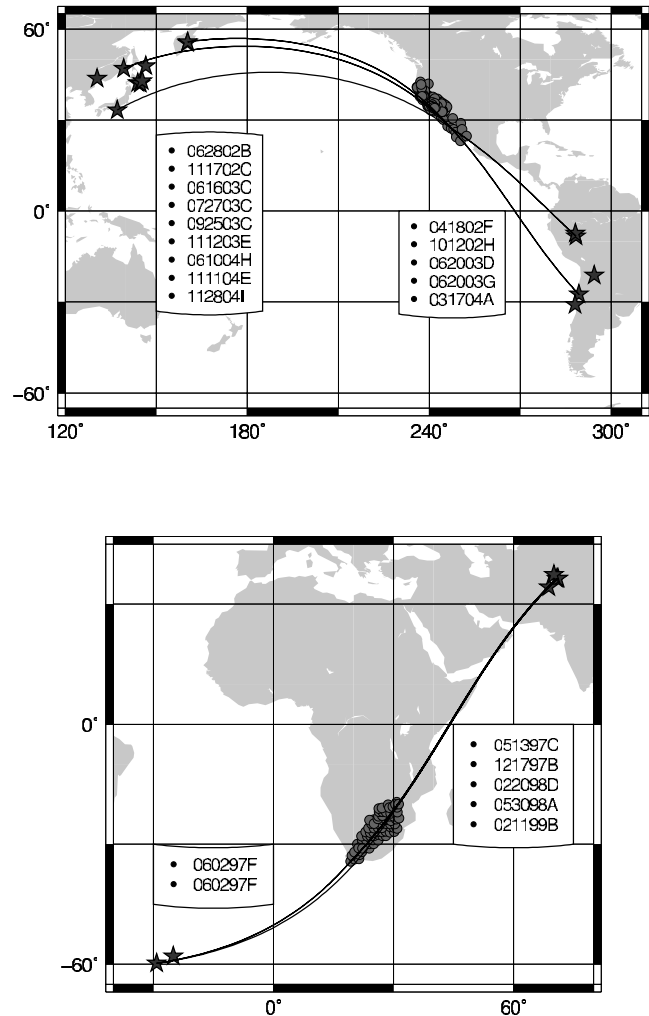 60°
0°
−60°
120°
180°
240°
300°
062802B
111702C
061603C
072703C
092503C
111203E
061004H
111104E
112804I
041802F
101202H
062003D
062003G
031704A
0°
−60°
0°
60°
051397C
121797B
022098D
053098A
021199B
060297F
060297F